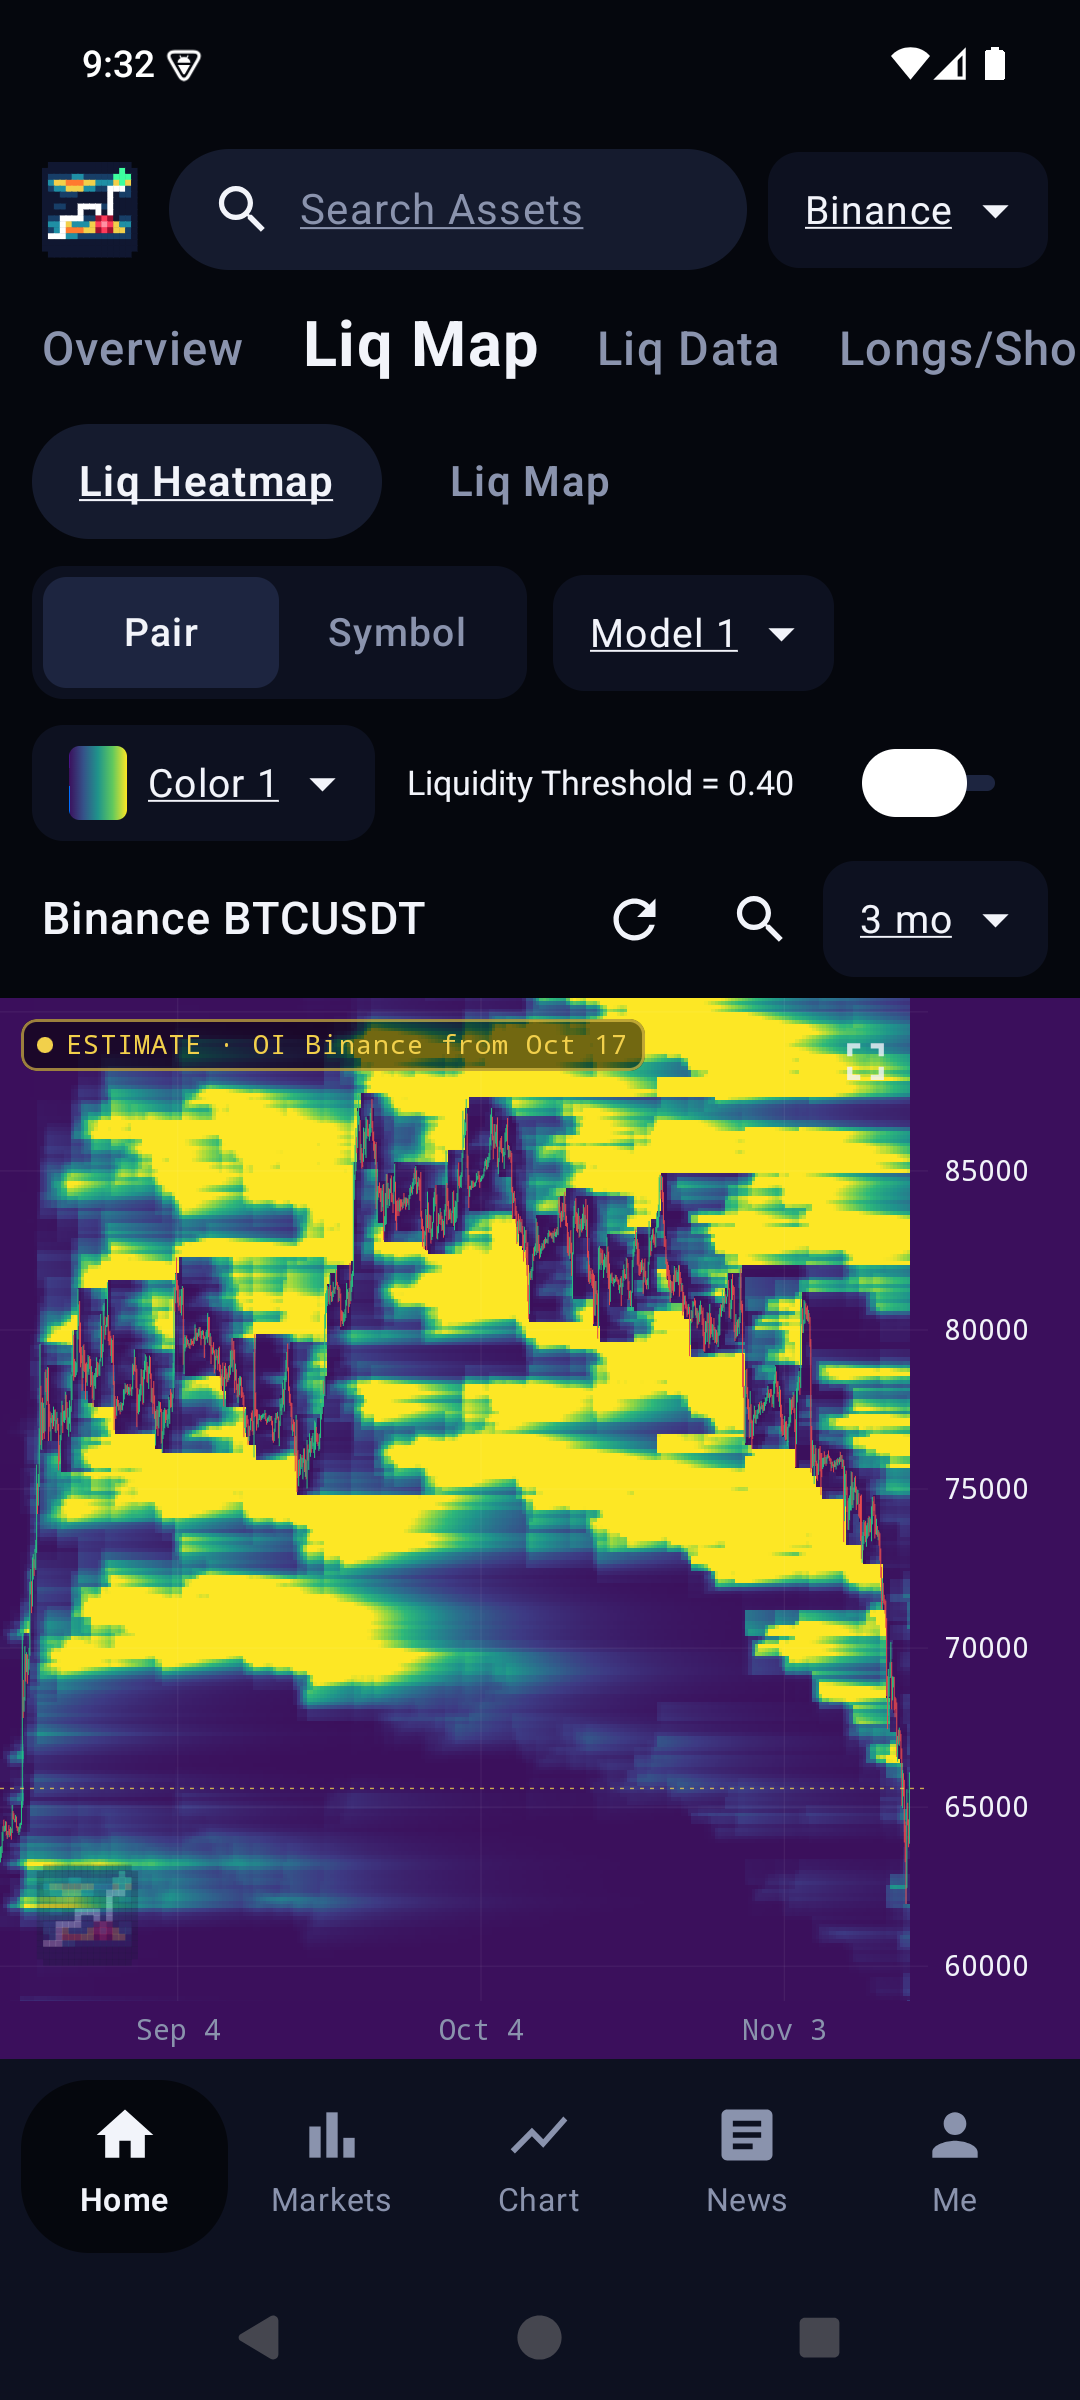 9:32
Search Assets
Binance
Overview Liq Map Liq Data Longs/Sho
Liq Heatmap Liq Map
Pair Symbol Model 1
Color 1 Liquidity Threshold = 0.40
Binance BTCUSDT 3 mo
ESTIMATE · OI Binance from Oct 17
85000
80000
75000
70000
65000
60000
Sep 4 Oct 4 Nov 3
Home Markets Chart News Me